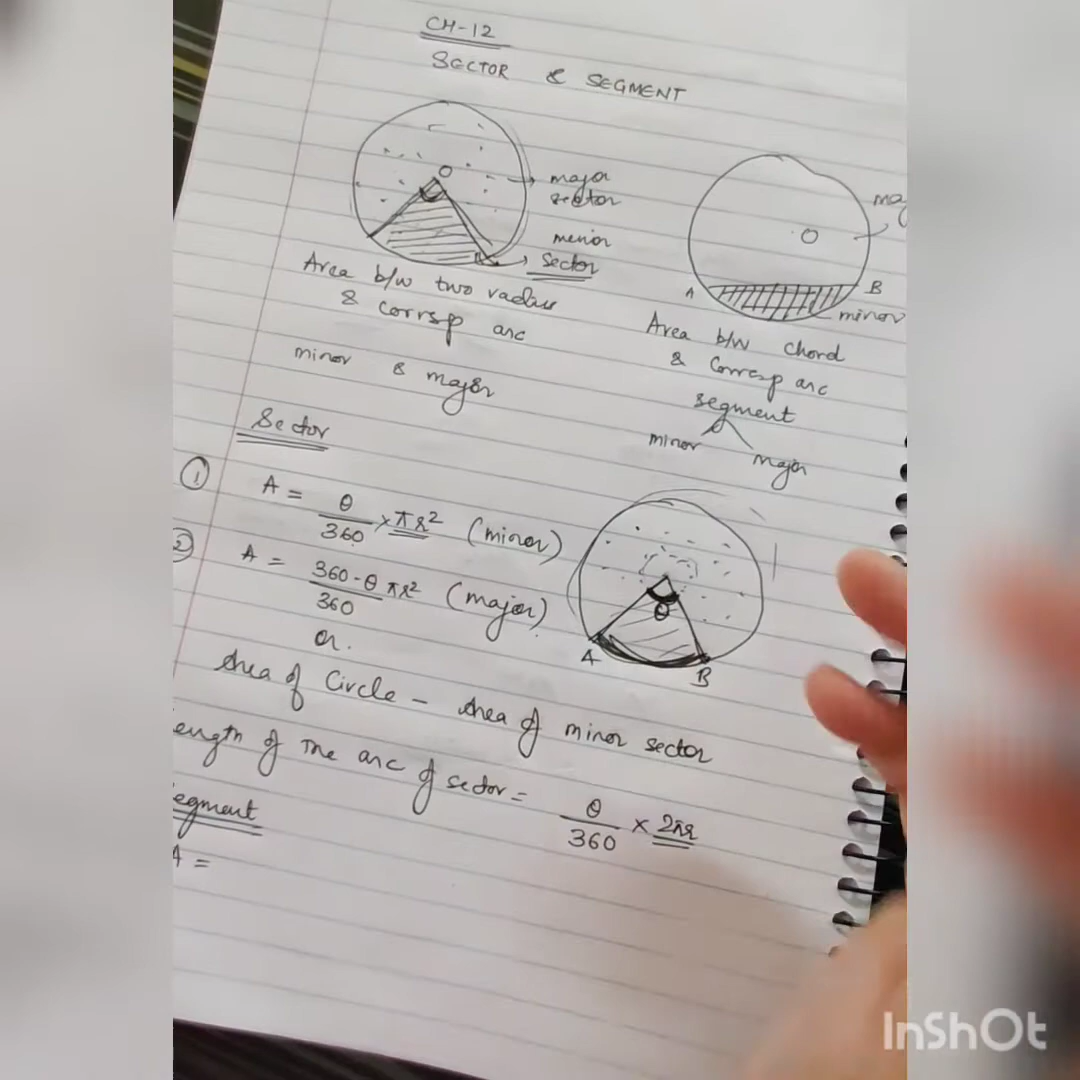 CH-12
SECTOR & SEGMENT
O
major
sector
menior
sector
Area b/w two radius
& corrsp arc
minor & major
O
A
B
minor
Area b/w chord
& Corresp arc
segment
minor
major
Sector
① A = θ/360 × πr² (minor)
② A = 360-θ/360 πr² (major)
or.
Area of Circle - Area of minor sector
θ
A
B
ength of the arc of sector = θ/360 × 2πr
egment
A =
InShOt